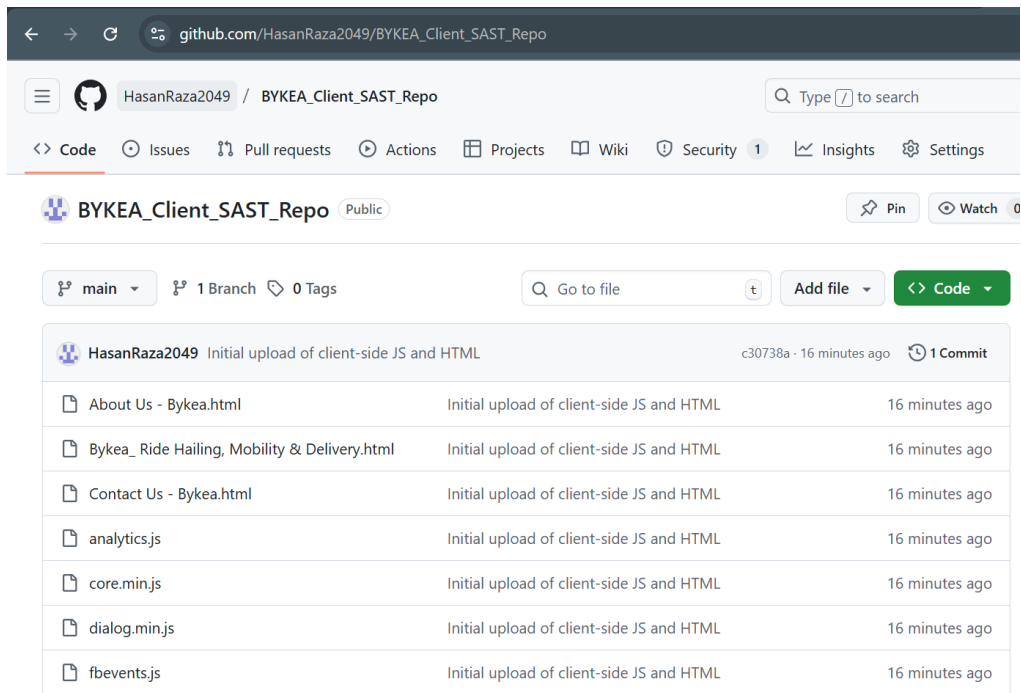 github.com/HasanRaza2049/BYKEA_Client_SAST_Repo
HasanRaza2049 / BYKEA_Client_SAST_Repo
Type / to search
Code Issues Pull requests Actions Projects Wiki Security 1 Insights Settings
BYKEA_Client_SAST_Repo Public
Pin Watch 0
main 1 Branch 0 Tags Go to file t Add file Code
HasanRaza2049 Initial upload of client-side JS and HTML c30738a · 16 minutes ago 1 Commit
About Us - Bykea.html Initial upload of client-side JS and HTML 16 minutes ago
Bykea_ Ride Hailing, Mobility & Delivery.html Initial upload of client-side JS and HTML 16 minutes ago
Contact Us - Bykea.html Initial upload of client-side JS and HTML 16 minutes ago
analytics.js Initial upload of client-side JS and HTML 16 minutes ago
core.min.js Initial upload of client-side JS and HTML 16 minutes ago
dialog.min.js Initial upload of client-side JS and HTML 16 minutes ago
fbevents.js Initial upload of client-side JS and HTML 16 minutes ago